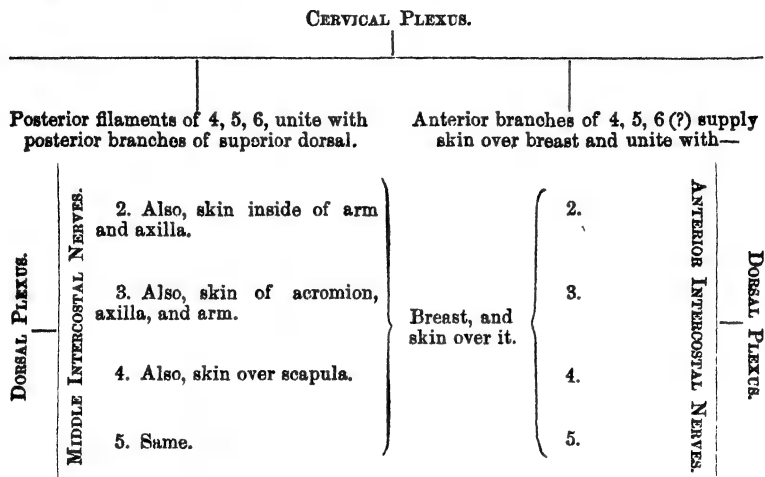 CERVICAL PLEXUS.
Posterior filaments of 4, 5, 6, unite with
posterior branches of superior dorsal.
Anterior branches of 4, 5, 6 (?) supply
skin over breast and unite with—
DORSAL PLEXUS.
MIDDLE INTERCOSTAL NERVES.
2. Also, skin inside of arm
and axilla.
3. Also, skin of acromion,
axilla, and arm.
4. Also, skin over scapula.
5. Same.
Breast, and
skin over it.
2.
3.
4.
5.
ANTERIOR INTERCOSTAL NERVES.
DORSAL PLEXUS.